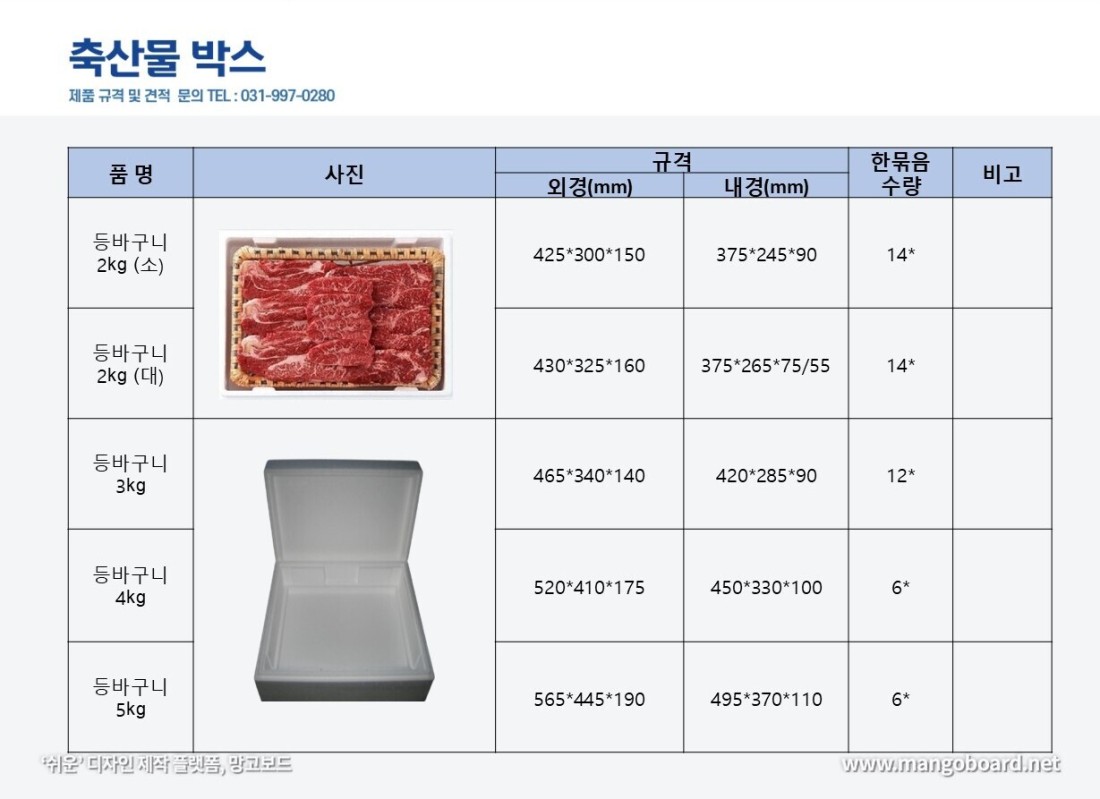 축산물 박스
제품 규격 및 견적 문의 TEL : 031-997-0280
품 명 사진 규격 한묶음 수량 비고
외경(mm) 내경(mm)
등바구니
2kg (소)
425*300*150 375*245*90 14*
등바구니
2kg (대)
430*325*160 375*265*75/55 14*
등바구니
3kg
465*340*140 420*285*90 12*
등바구니
4kg
520*410*175 450*330*100 6*
등바구니
5kg
565*445*190 495*370*110 6*
'쉬운' 디자인 제작 플랫폼, 망고보드
www.mangoboard.net